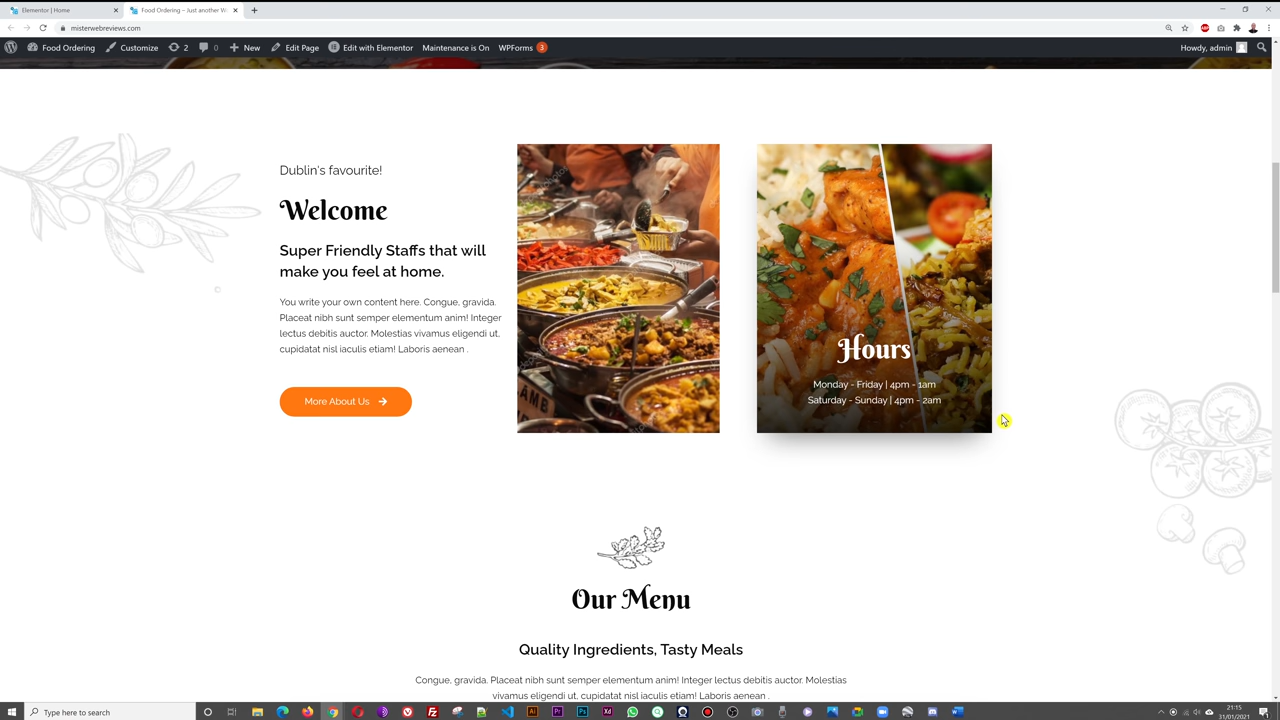 Elementor | Home
Food Ordering – Just another W
misterwebreviews.com
Food Ordering
Customize
2
0
New
Edit Page
Edit with Elementor
Maintenance is On
WPForms
3
Howdy, admin
Dublin's favourite!
Welcome
Super Friendly Staffs that will
make you feel at home.
You write your own content here. Congue, gravida.
Placeat nibh sunt semper elementum anim! Integer
lectus debitis auctor. Molestias vivamus eligendi ut,
cupidatat nisl iaculis etiam! Laboris aenean .
More About Us
Hours
Monday - Friday | 4pm - 1am
Saturday - Sunday | 4pm - 2am
Our Menu
Quality Ingredients, Tasty Meals
Congue, gravida. Placeat nibh sunt semper elementum anim! Integer lectus debitis auctor. Molestias
vivamus eligendi ut, cupidatat nisl iaculis etiam! Laboris aenean .
Type here to search
21:15
31/01/2021